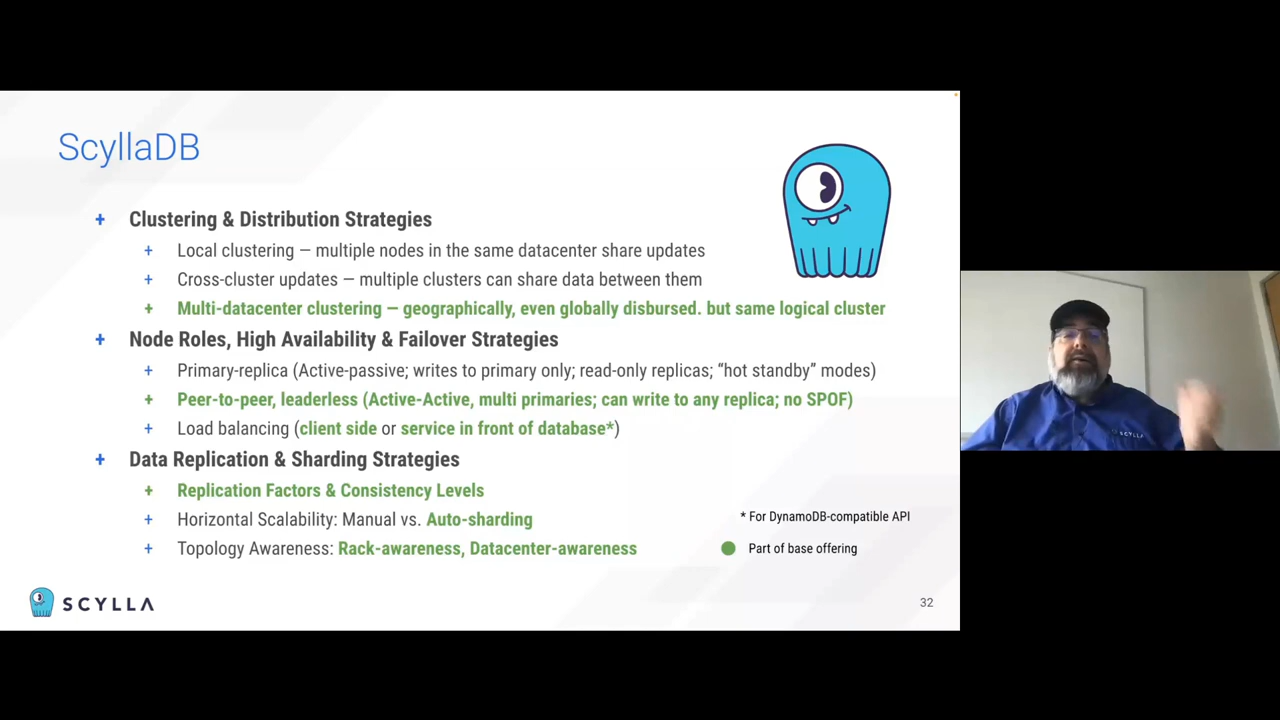 ScyllaDB
+ Clustering & Distribution Strategies
+ Local clustering — multiple nodes in the same datacenter share updates
+ Cross-cluster updates — multiple clusters can share data between them
+ Multi-datacenter clustering — geographically, even globally disbursed. but same logical cluster
+ Node Roles, High Availability & Failover Strategies
+ Primary-replica (Active-passive; writes to primary only; read-only replicas; “hot standby” modes)
+ Peer-to-peer, leaderless (Active-Active, multi primaries; can write to any replica; no SPOF)
+ Load balancing (client side or service in front of database*)
+ Data Replication & Sharding Strategies
+ Replication Factors & Consistency Levels
+ Horizontal Scalability: Manual vs. Auto-sharding
+ Topology Awareness: Rack-awareness, Datacenter-awareness
* For DynamoDB-compatible API
Part of base offering
SCYLLA
32
SCYLLA